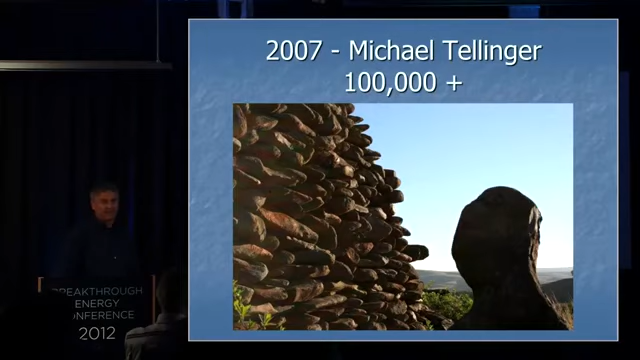 2007 - Michael Tellinger
100,000 +
BREAKTHROUGH
ENERGY
CONFERENCE
2012